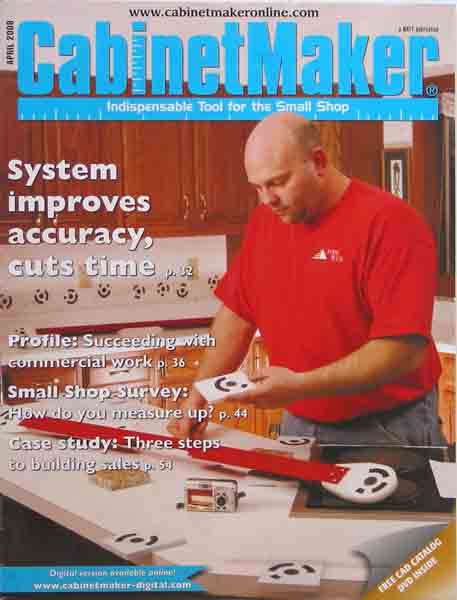 www.cabinetmakeronline.com
APRIL 2008
CabinetMaker®
Indispensable Tool for the Small Shop
System
improves
accuracy,
cuts time p. 32
Profile: Succeeding with
commercial work p. 36
Small Shop Survey:
How do you measure up? p. 44
Case study: Three steps
to building sales p. 54
Digital version available online!
www.cabinetmaker-digital.com
FREE CAD CATALOG
DVD INSIDE